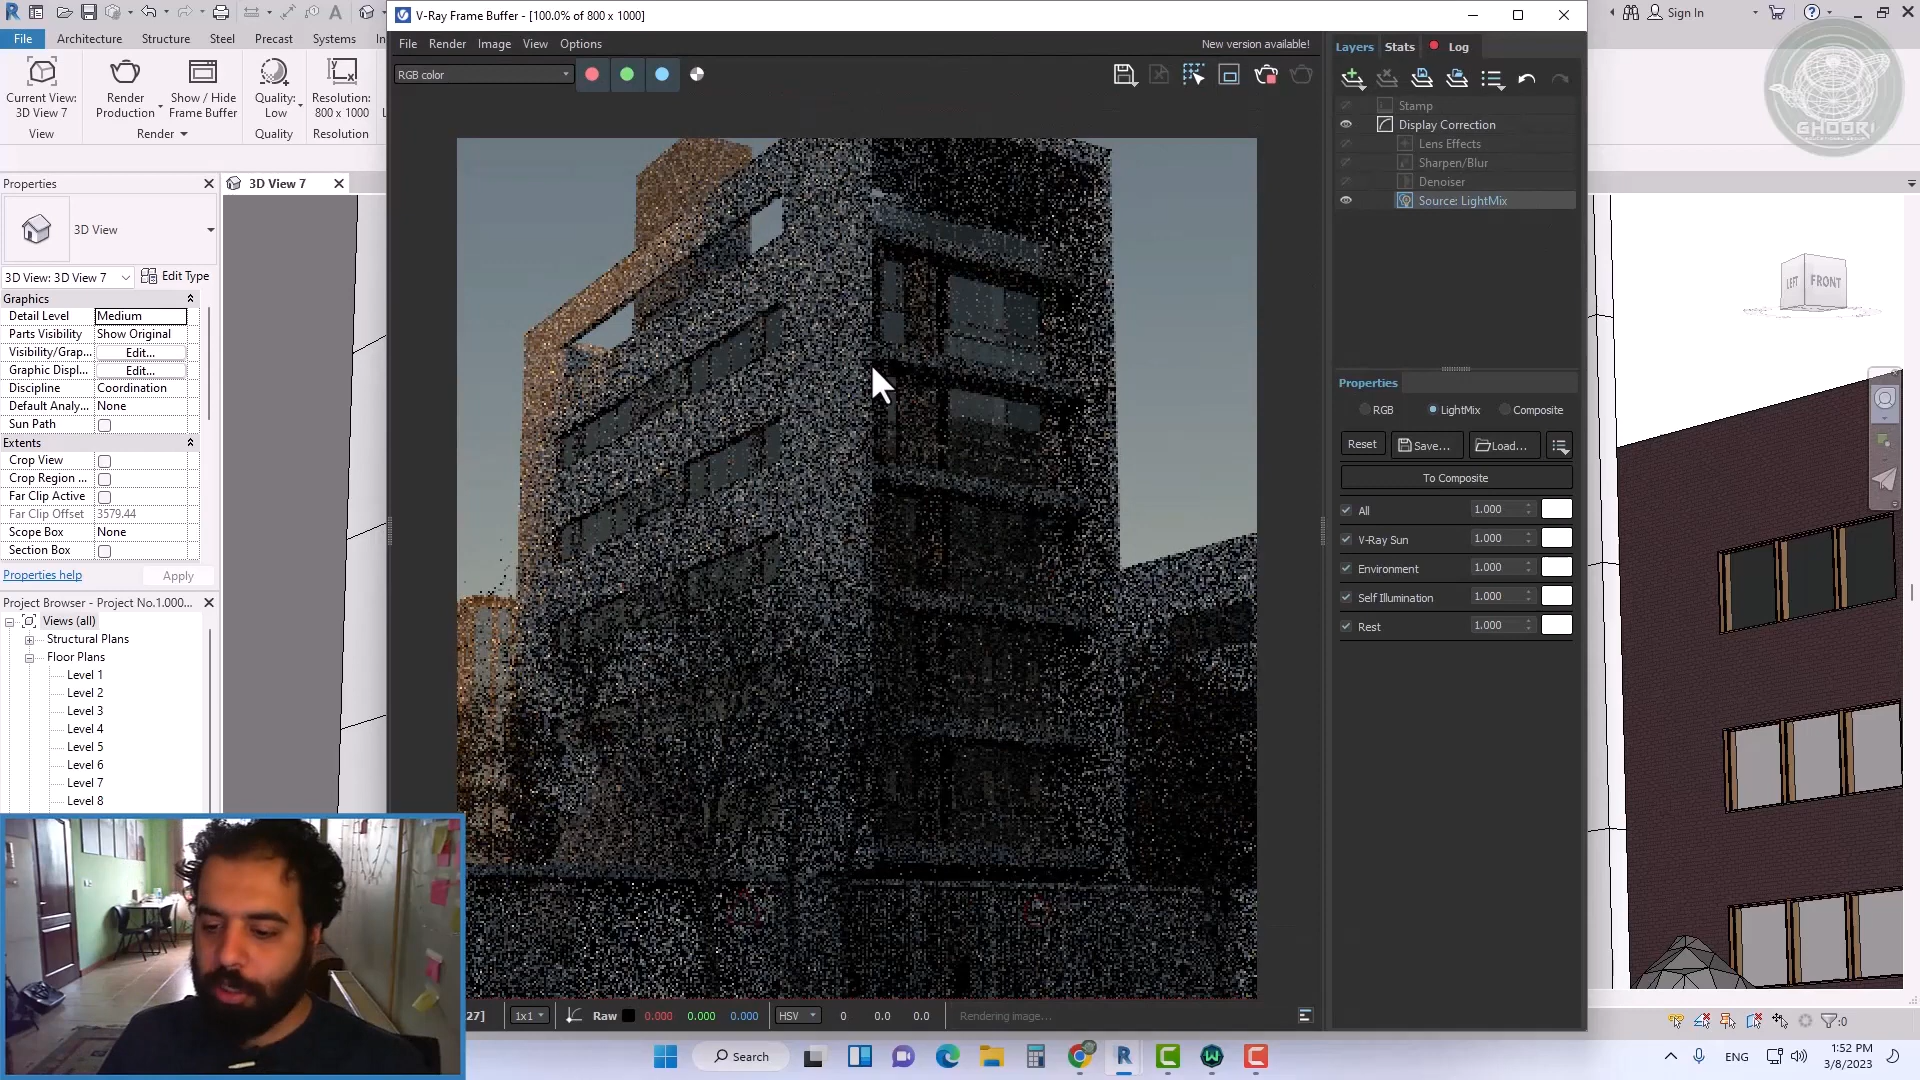 V-Ray Frame Buffer - [100.0% of 800 x 1000]
Sign In
File
Architecture
Structure
Steel
Precast
Systems
In
File
Render
Image
View
Options
New version available!
Layers
Stats
Log
RGB color
Current View:
3D View 7
View
Render
Production
Show / Hide
Frame Buffer
Render
Quality:
Low
Quality
Resolution:
800 x 1000
Resolution
GHOORI
Stamp
Display Correction
Lens Effects
Sharpen/Blur
Denoiser
Source: LightMix
Properties
3D View 7
3D View
3D View: 3D View 7
Edit Type
Graphics
Detail Level
Medium
Parts Visibility
Show Original
Visibility/Grap...
Edit...
Graphic Displ...
Edit...
Discipline
Coordination
Default Analy...
None
Sun Path
Extents
Crop View
Crop Region ...
Far Clip Active
Far Clip Offset
3579.44
Scope Box
None
Section Box
Properties help
Apply
LEFT
FRONT
Properties
RGB
LightMix
Composite
Reset
Save...
Load...
To Composite
All
1.000
V-Ray Sun
1.000
Environment
1.000
Self Illumination
1.000
Rest
1.000
Project Browser - Project No.1.000...
Views (all)
Structural Plans
Floor Plans
Level 1
Level 2
Level 3
Level 4
Level 5
Level 6
Level 7
Level 8
27]
1x1
Raw
0.000
0.000
0.000
HSV
0
0.0
0.0
Rendering image...
:0
Search
ENG
1:52 PM
3/8/2023